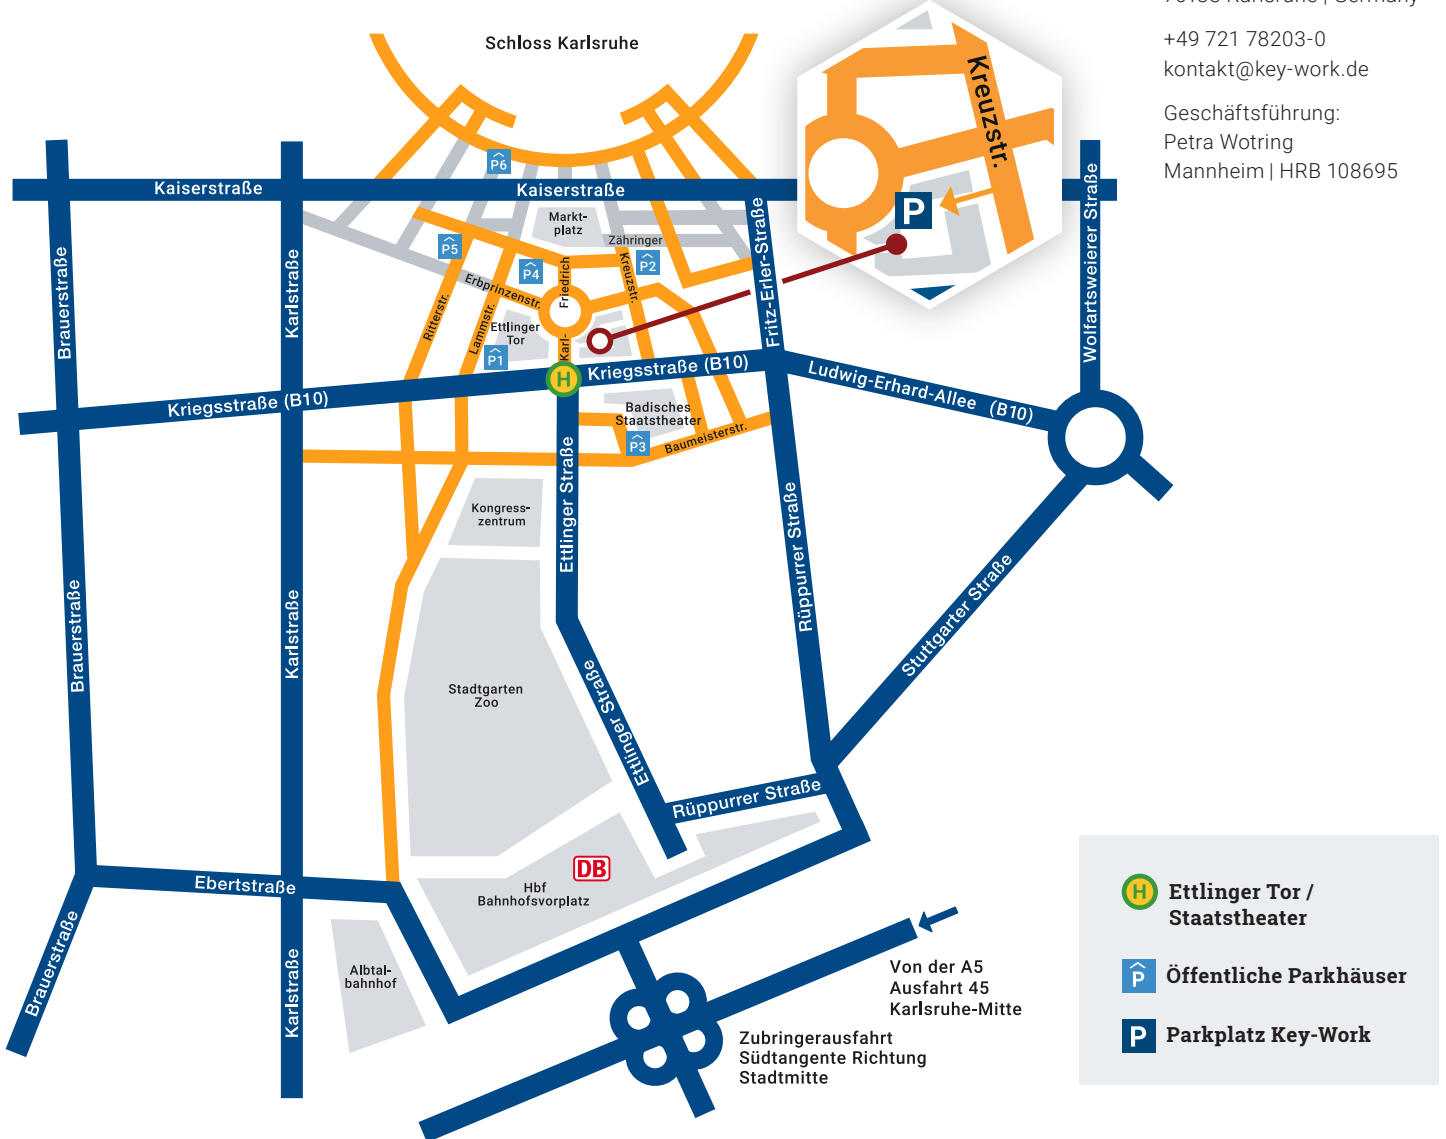 +49 721 78203-0
kontakt@key-work.de
Geschäftsführung:
Petra Wotring
Mannheim | HRB 108695
Schloss Karlsruhe
Kreuzstr.
P
P6
Kaiserstraße
Kaiserstraße
Markt-
platz
Zähringer
P5
P4
P2
Erbprinzenstr.
Friedrich
Kreuzstr.
Ritterstr.
Lammstr.
Ettlinger
Tor
Karl-
P1
H
Brauerstraße
Karlstraße
Fritz-Erler-Straße
Wolfartsweierer Straße
Kriegsstraße (B10)
Kriegsstraße (B10)
Ludwig-Erhard-Allee (B10)
Badisches
Staatstheater
P3
Baumeisterstr.
Ettlinger Straße
Kongress-
zentrum
Rüppurrer Straße
Brauerstraße
Karlstraße
Stuttgarter Straße
Stadtgarten
Zoo
Ettlinger Straße
Rüppurrer Straße
DB
Hbf
Bahnhofsvorplatz
Ebertstraße
Brauerstraße
Karlstraße
Albtal-
bahnhof
Von der A5
Ausfahrt 45
Karlsruhe-Mitte
Zubringerausfahrt
Südtangente Richtung
Stadtmitte
H Ettlinger Tor /
Staatstheater
P Öffentliche Parkhäuser
P Parkplatz Key-Work